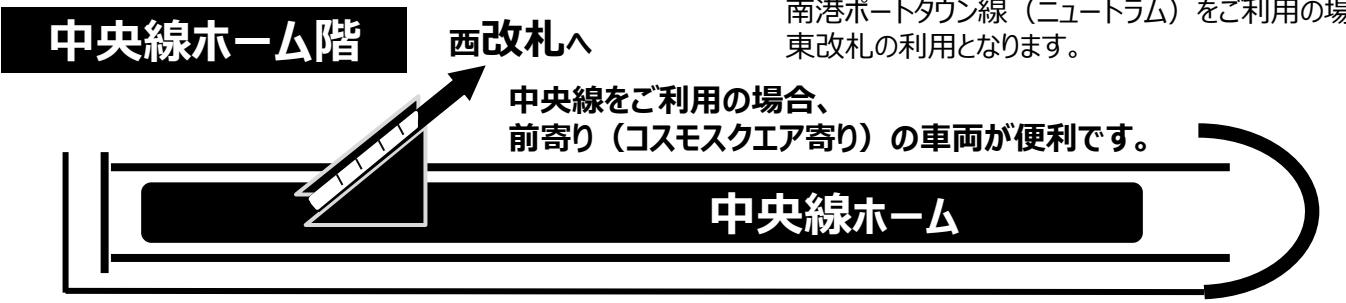 南港ポートタウン線（ニュートラム）をご利用の場
東改札の利用となります。
中央線ホーム階
西改札へ
中央線をご利用の場合、
前寄り（コスモスクエア寄り）の車両が便利です。
中央線ホーム